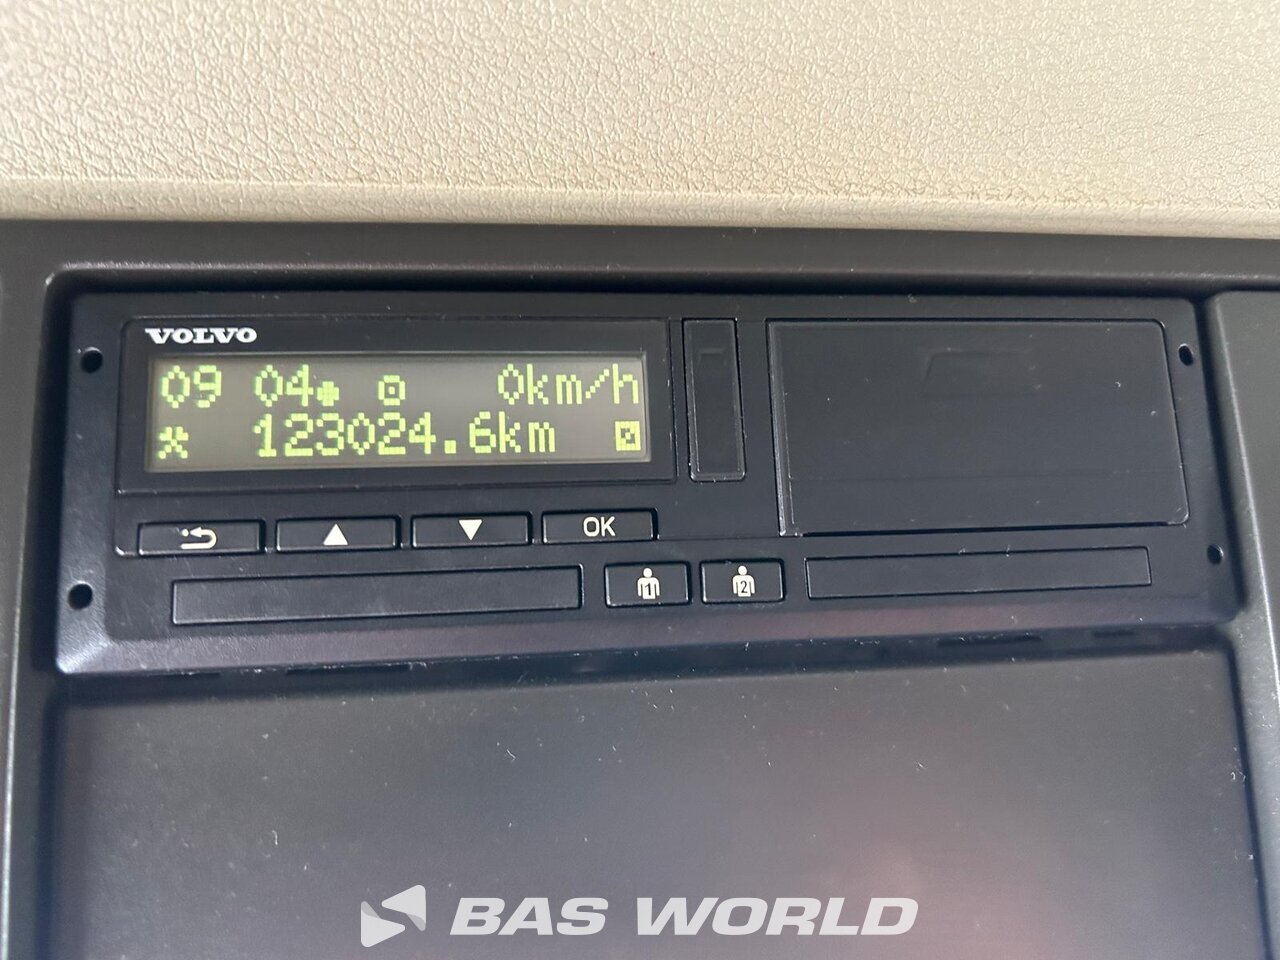 VOLVO
09 04 0km/h
123024.6km
OK
1 2
BAS WORLD